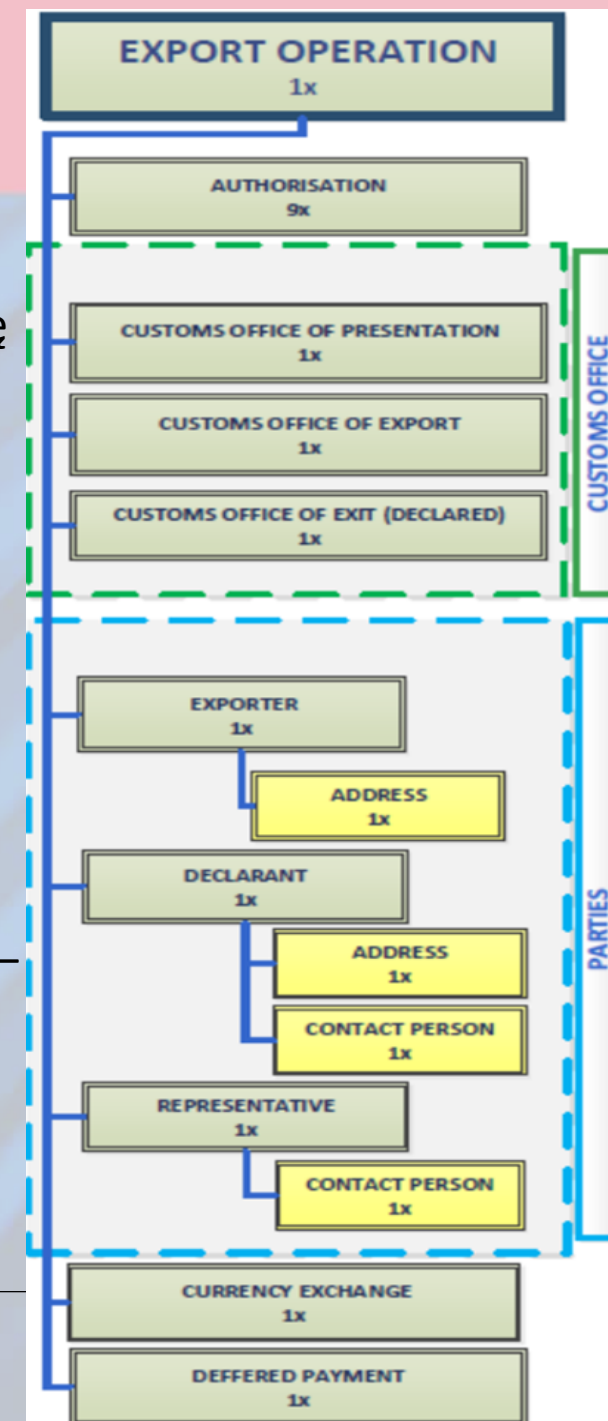 EXPORT OPERATION
1x
AUTHORISATION
9x
CUSTOMS OFFICE OF PRESENTATION
1x
CUSTOMS OFFICE OF EXPORT
1x
CUSTOMS OFFICE OF EXIT (DECLARED)
1x
CUSTOMS OFFICE
EXPORTER
1x
ADDRESS
1x
DECLARANT
1x
ADDRESS
1x
CONTACT PERSON
1x
REPRESENTATIVE
1x
CONTACT PERSON
1x
PARTIES
CURRENCY EXCHANGE
1x
DEFFERED PAYMENT
1x